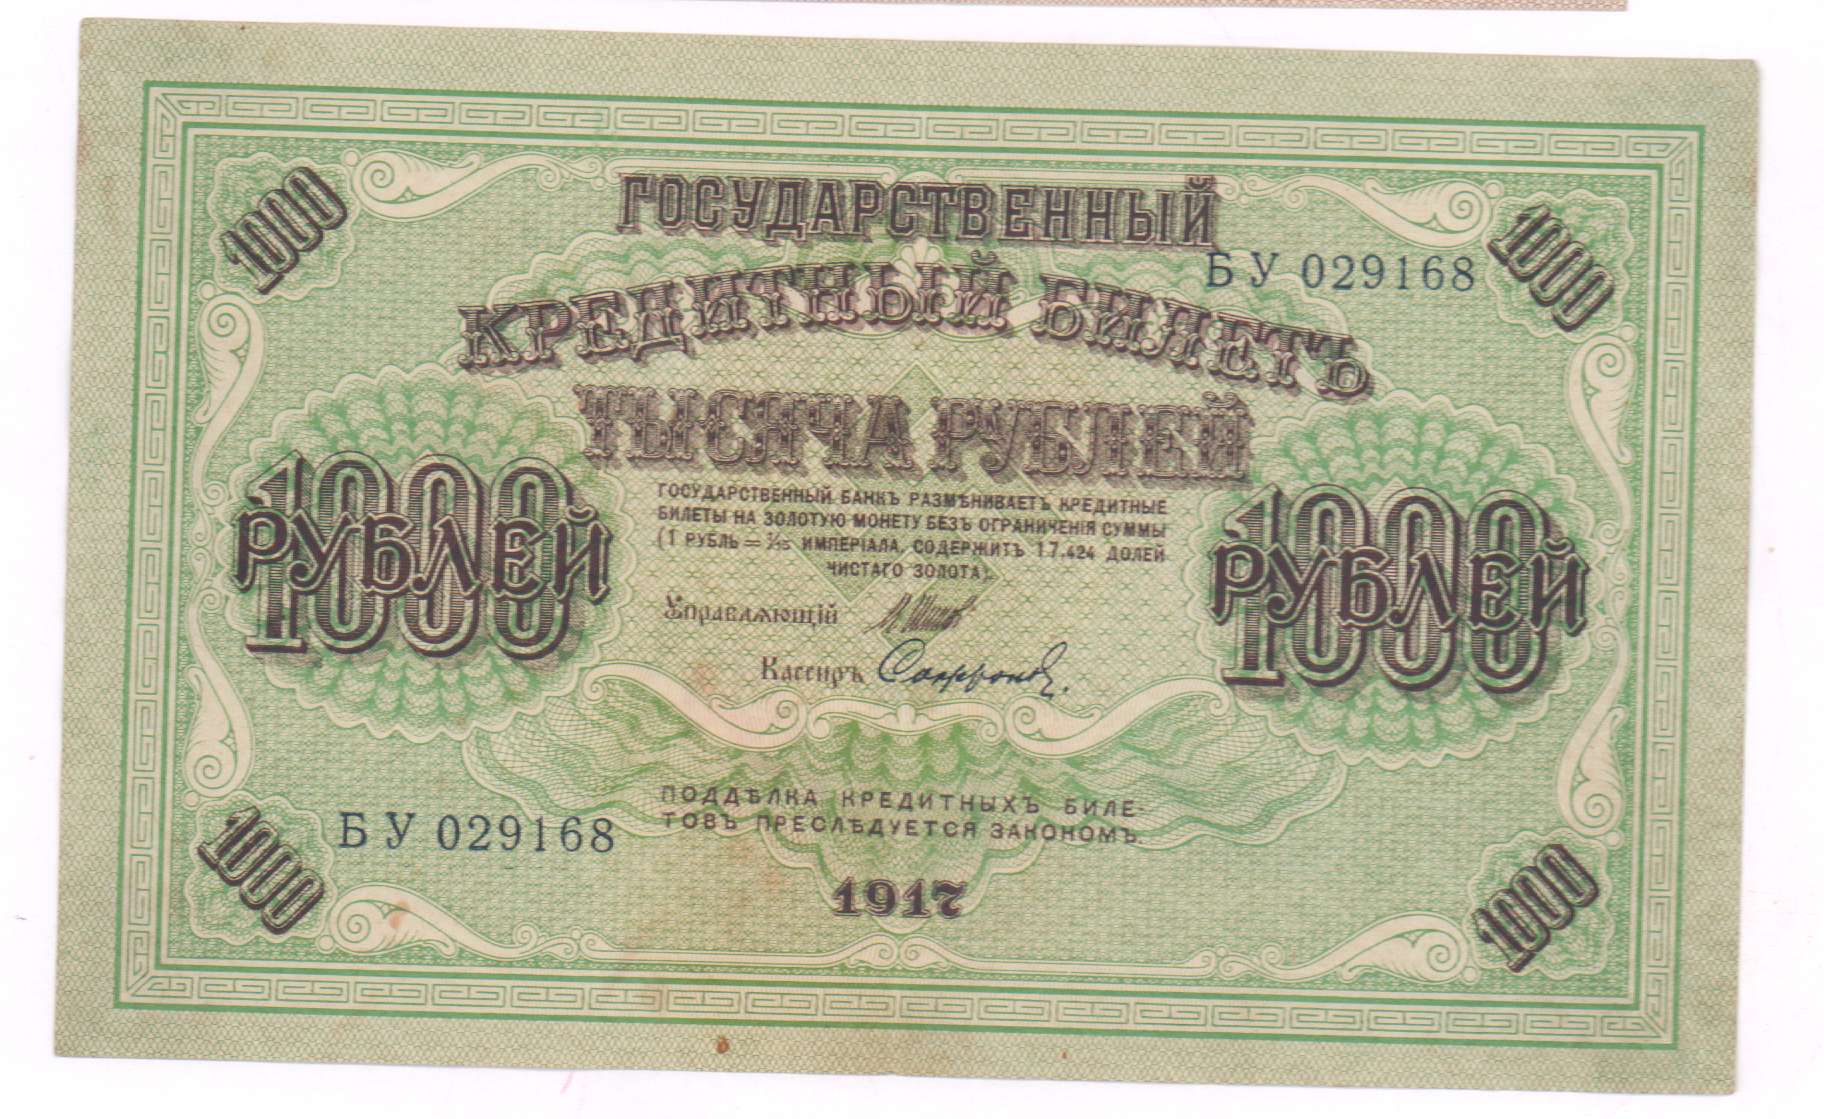 1000
ГОСУДАРСТВЕННЫЙ
1000
БУ 029168
КРЕДИТНЫЙ БИЛЕТЪ
ТЫСЯЧА РУБЛЕЙ
1000
РУБЛЕЙ
1000
РУБЛЕЙ
ГОСУДАРСТВЕННЫЙ БАНКЪ РАЗМѢНИВАЕТЪ КРЕДИТНЫЕ
БИЛЕТЫ НА ЗОЛОТУЮ МОНЕТУ БЕЗЪ ОГРАНИЧЕНІЯ СУММЫ
(1 РУБЛЬ = 1/15 ИМПЕРІАЛА, СОДЕРЖИТЪ 17.424 ДОЛЕЙ
ЧИСТАГО ЗОЛОТА).
Управляющій
Кассиръ Сафронов.
ПОДДѢЛКА КРЕДИТНЫХЪ БИЛЕ-
ТОВЪ ПРЕСЛѢДУЕТСЯ ЗАКОНОМЪ.
БУ 029168
1000
1917
1000